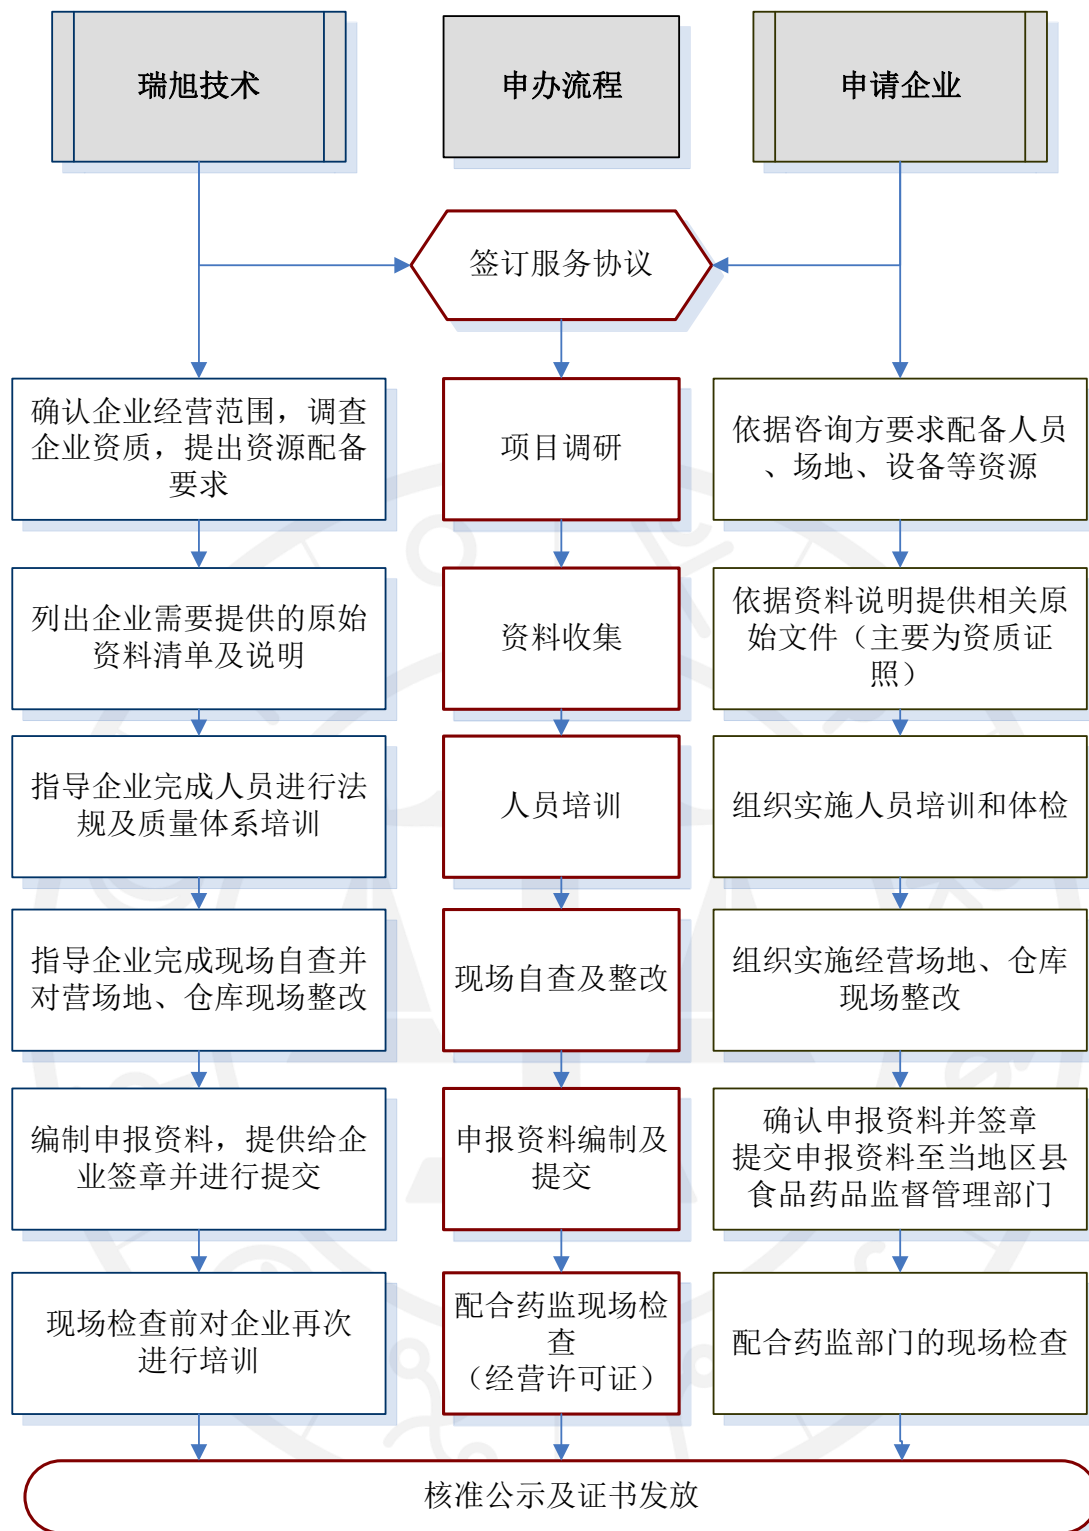 瑞旭技术
申办流程
申请企业
签订服务协议
确认企业经营范围，调查
企业资质，提出资源配备
要求
项目调研
依据咨询方要求配备人员
、场地、设备等资源
列出企业需要提供的原始
资料清单及说明
资料收集
依据资料说明提供相关原
始文件（主要为资质证
照）
指导企业完成人员进行法
规及质量体系培训
人员培训
组织实施人员培训和体检
指导企业完成现场自查并
对营场地、仓库现场整改
现场自查及整改
组织实施经营场地、仓库
现场整改
编制申报资料，提供给企
业签章并进行提交
申报资料编制及
提交
确认申报资料并签章
提交申报资料至当地区县
食品药品监督管理部门
现场检查前对企业再次
进行培训
配合药监现场检
查
（经营许可证）
配合药监部门的现场检查
核准公示及证书发放